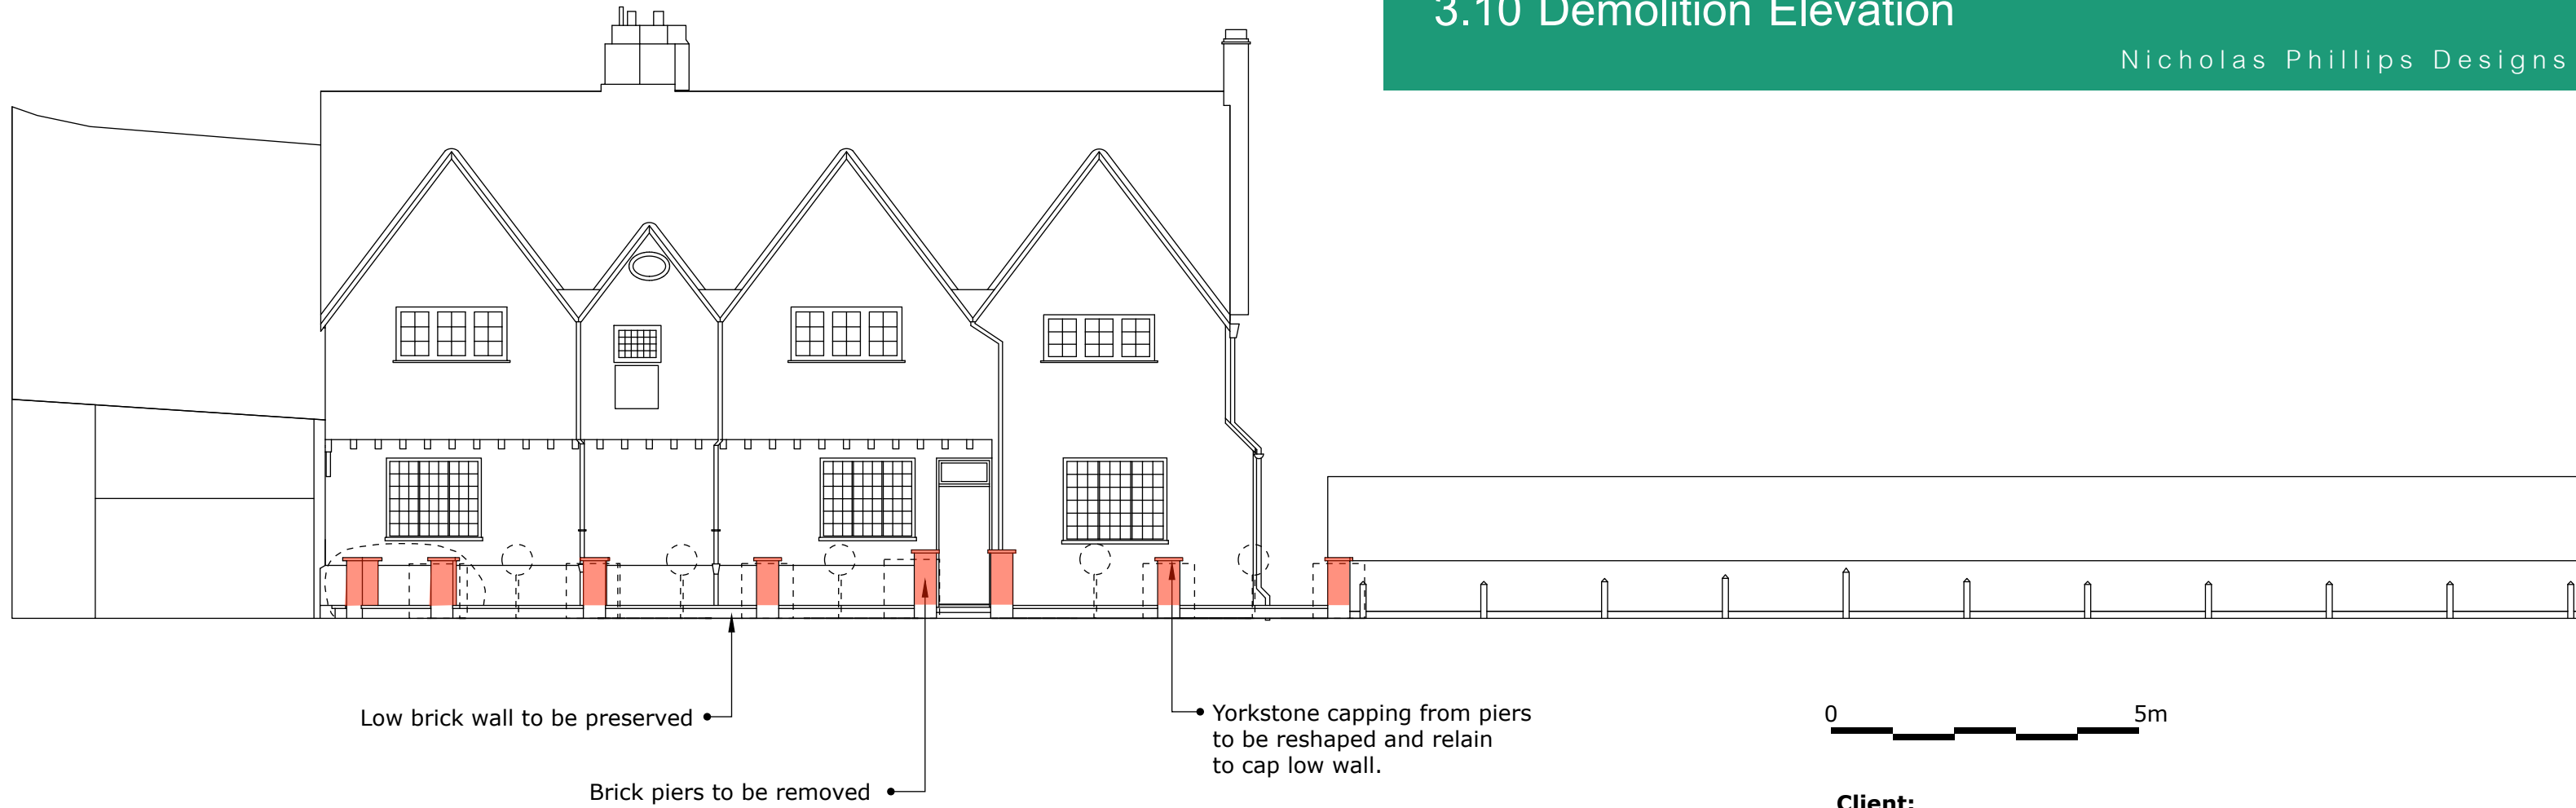 3.10 Demolition Elevation
Nicholas Phillips Designs
Low brick wall to be preserved
Brick piers to be removed
Yorkstone capping from piers
to be reshaped and relain
to cap low wall.
0 5m
Client: